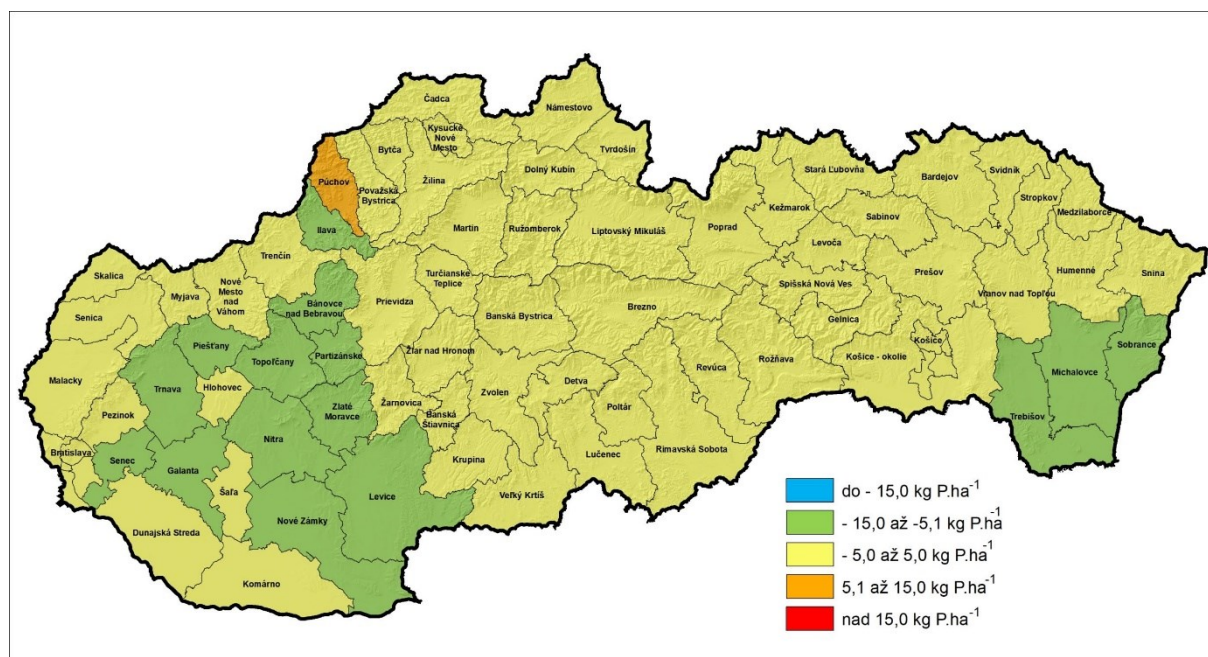 Čadca
Námestovo
Kysucké
Nové
Mesto
Tvrdošín
Bytča
Dolný Kubín
Stará Ľubovňa
Bardejov
Svidník
Púchov
Považská
Bystrica
Žilina
Stropkov
Kežmarok
Medzilaborce
Sabinov
Ilava
Martin
Ružomberok
Liptovský Mikuláš
Poprad
Levoča
Trenčín
Prešov
Humenné
Snina
Skalica
Myjava
Nové
Mesto
nad
Váhom
Turčianske
Teplice
Spišská Nová Ves
Vranov nad Topľou
Bánovce
nad Bebravou
Prievidza
Brezno
Senica
Banská Bystrica
Gelnica
Košice
Sobrance
Piešťany
Topoľčany
Partizánske
Žiar nad Hronom
Košice - okolie
Rožňava
Michalovce
Malacky
Trnava
Hlohovec
Zvolen
Detva
Revúca
Zlaté
Moravce
Žarnovica
Poltár
Pezinok
Banská
Štiavnica
Trebišov
Nitra
Bratislava
Senec
Krupina
Lučenec
Rimavská Sobota
Galanta
Šaľa
Levice
Veľký Krtíš
Nové Zámky
Dunajská Streda
Komárno
do - 15,0 kg P.ha⁻¹
- 15,0 až -5,1 kg P.ha⁻¹
- 5,0 až 5,0 kg P.ha⁻¹
5,1 až 15,0 kg P.ha⁻¹
nad 15,0 kg P.ha⁻¹